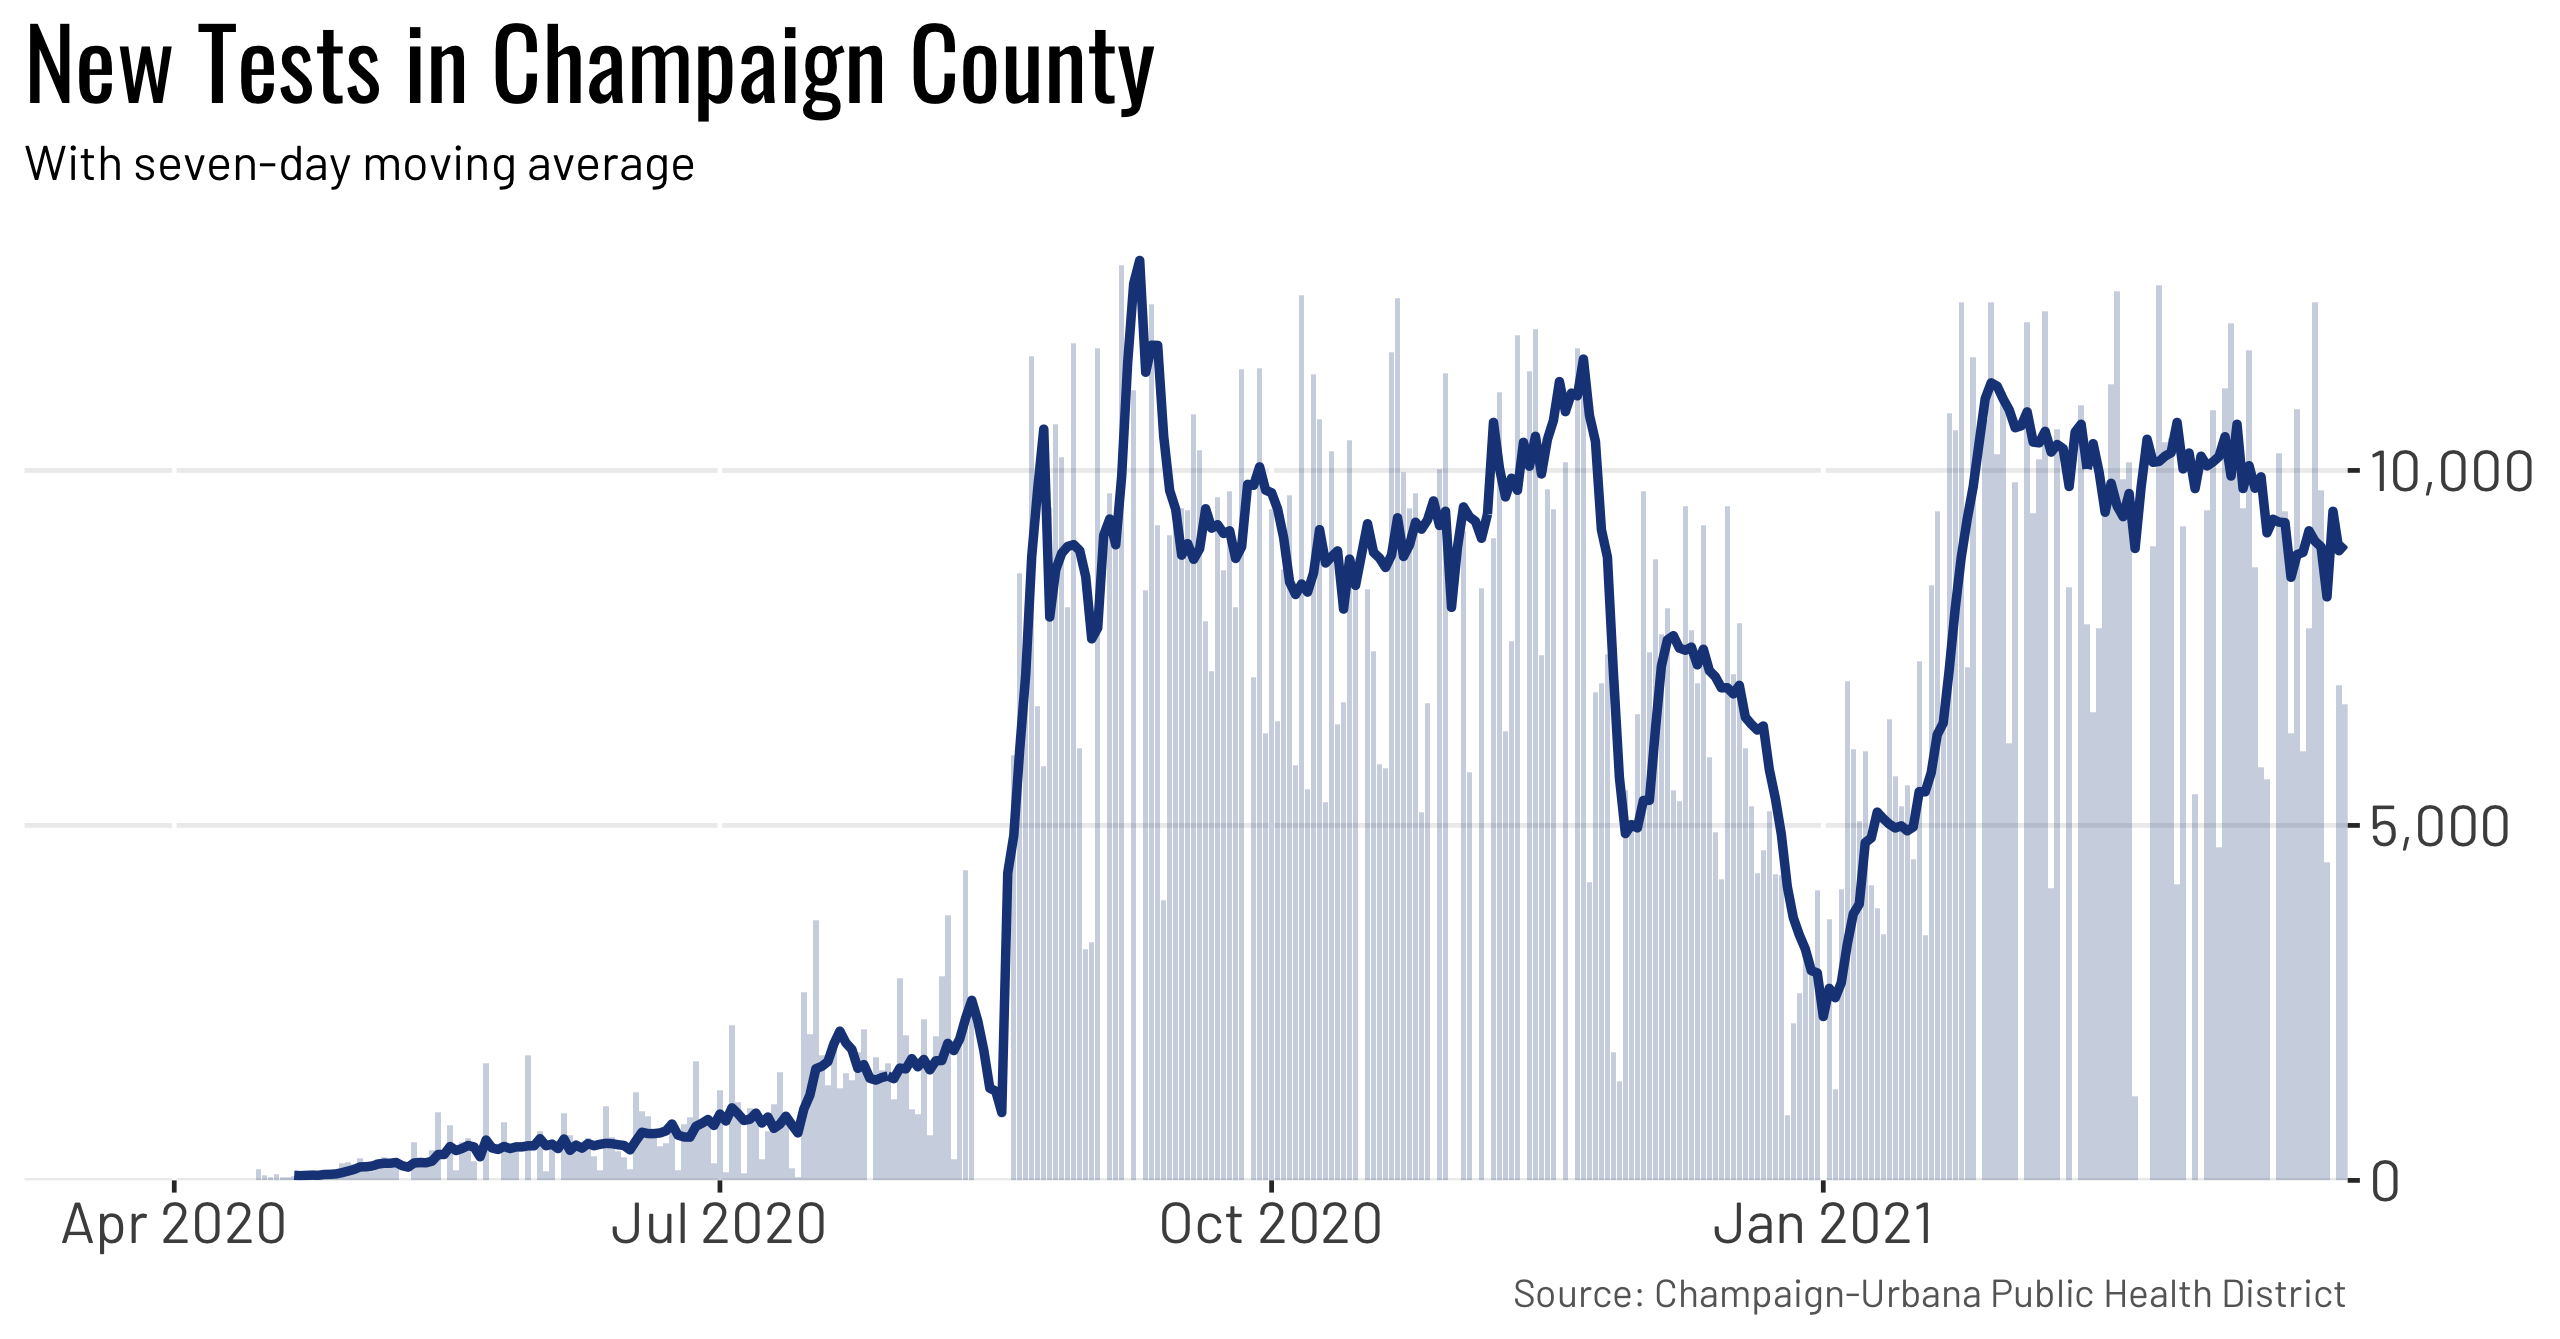 New Tests in Champaign County
With seven-day moving average
10,000
5,000
0
Apr 2020
Jul 2020
Oct 2020
Jan 2021
Source: Champaign-Urbana Public Health District